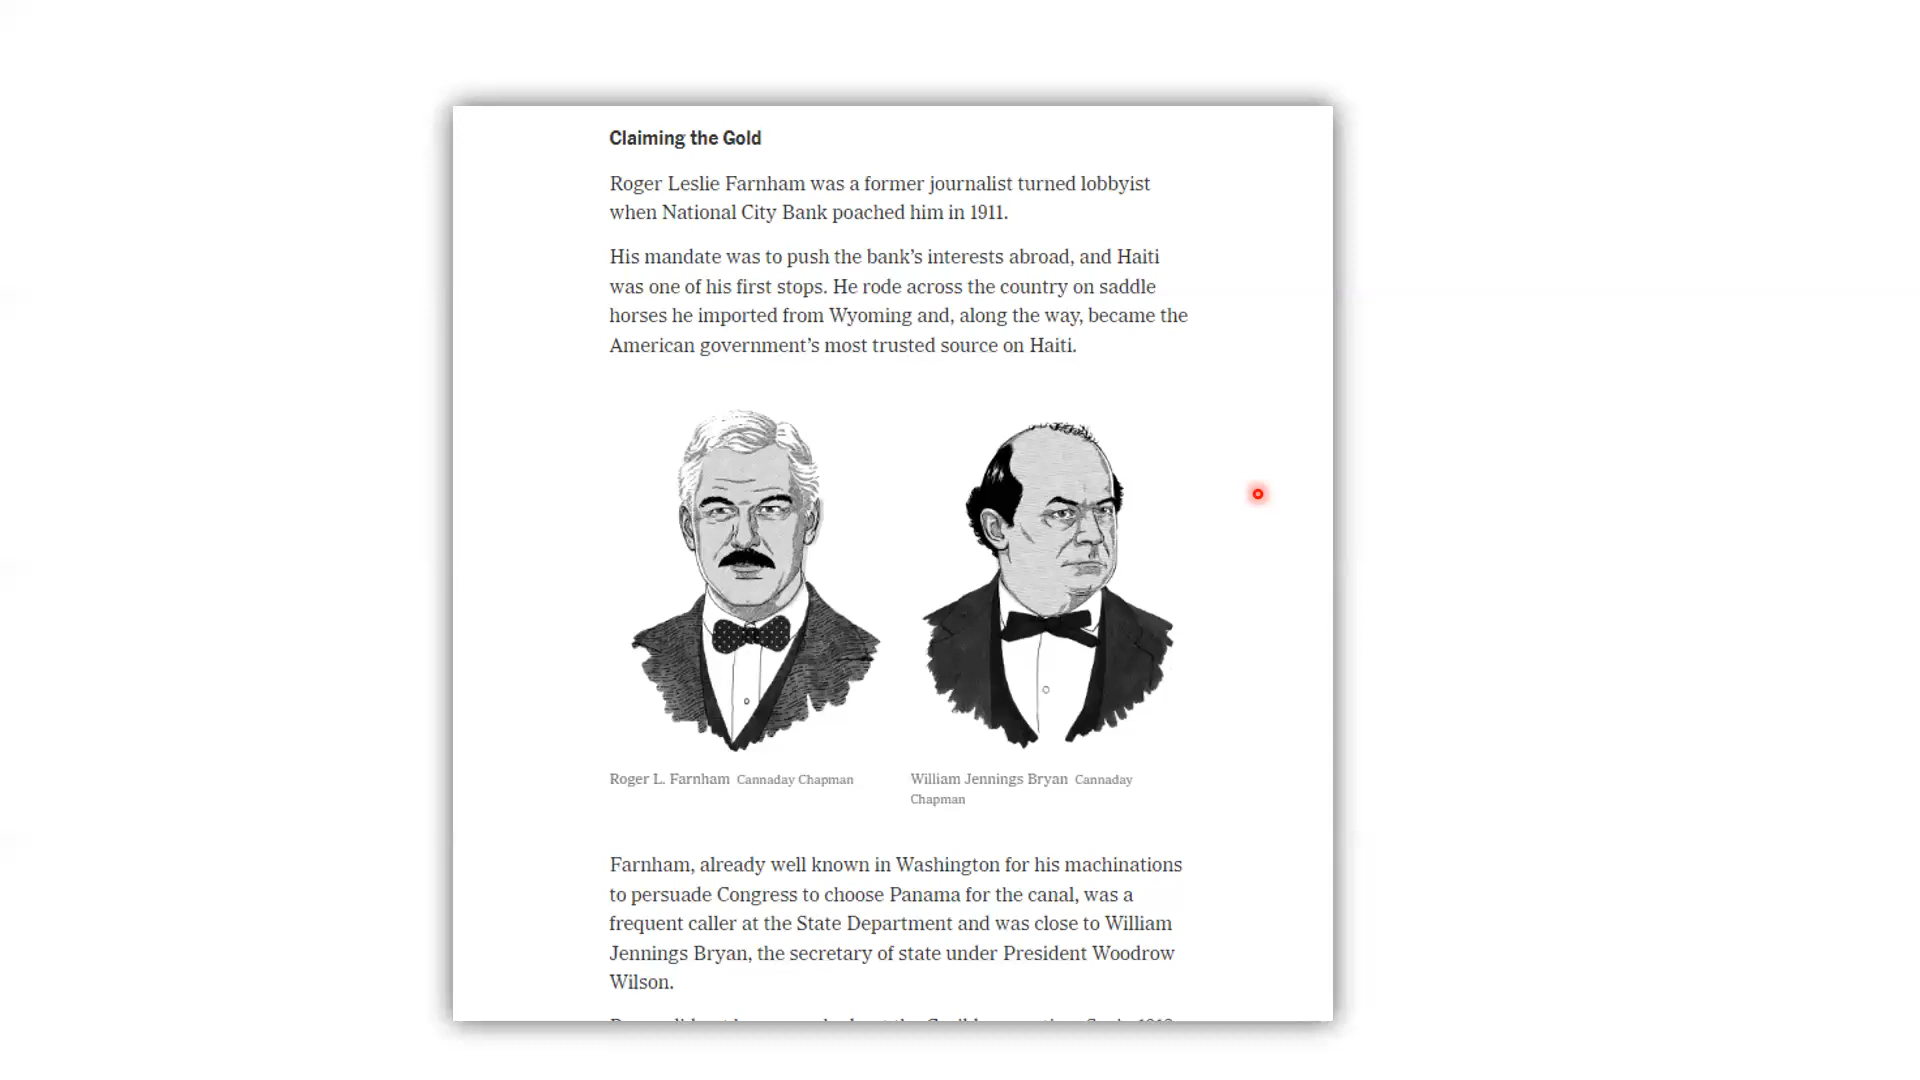 Claiming the Gold
Roger Leslie Farnham was a former journalist turned lobbyist
when National City Bank poached him in 1911.
His mandate was to push the bank’s interests abroad, and Haiti
was one of his first stops. He rode across the country on saddle
horses he imported from Wyoming and, along the way, became the
American government’s most trusted source on Haiti.
Roger L. Farnham Cannaday Chapman
William Jennings Bryan Cannaday
Chapman
Farnham, already well known in Washington for his machinations
to persuade Congress to choose Panama for the canal, was a
frequent caller at the State Department and was close to William
Jennings Bryan, the secretary of state under President Woodrow
Wilson.